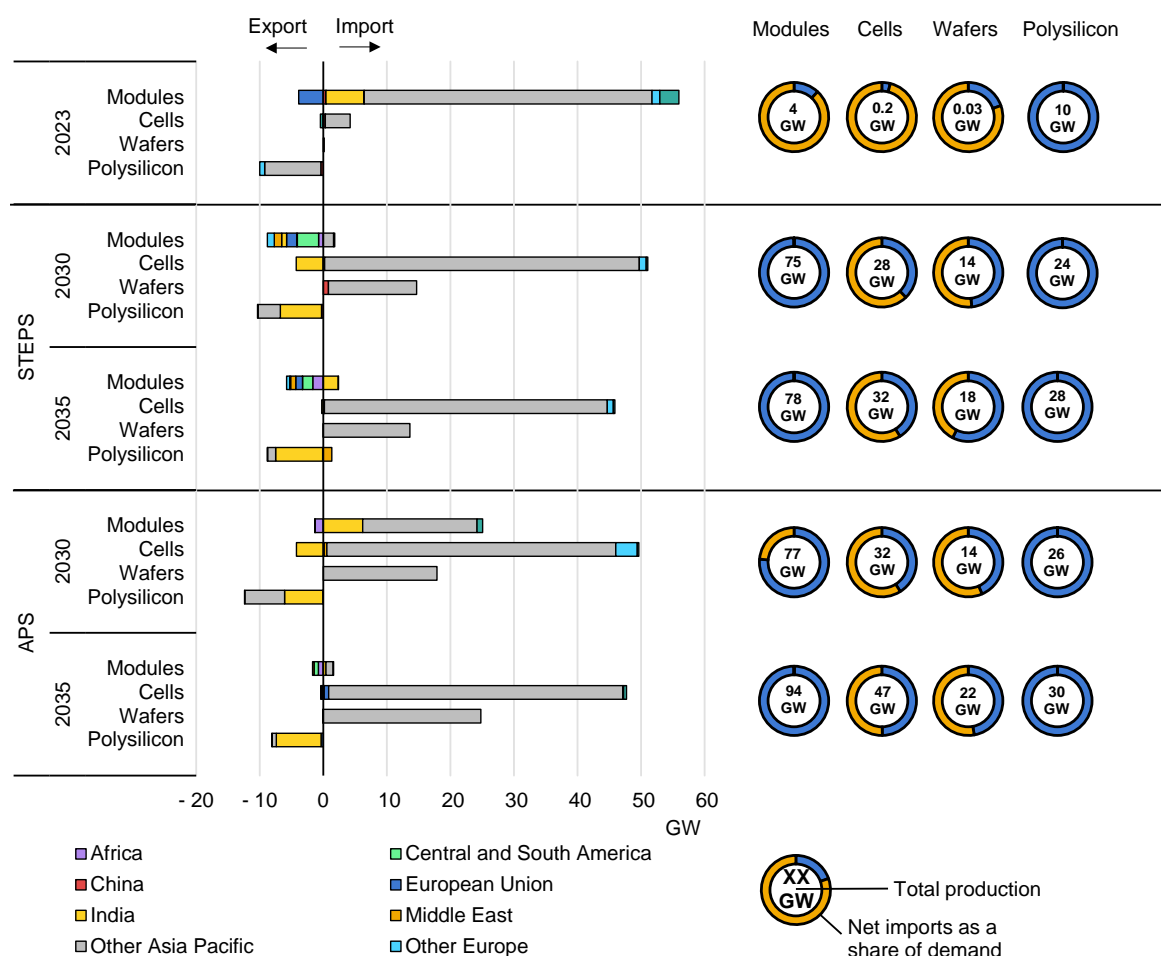 Export Import
Modules Cells Wafers Polysilicon
2023
Modules
Cells
Wafers
Polysilicon
4 GW
0.2 GW
0.03 GW
10 GW
STEPS
2030
Modules
Cells
Wafers
Polysilicon
75 GW
28 GW
14 GW
24 GW
2035
Modules
Cells
Wafers
Polysilicon
78 GW
32 GW
18 GW
28 GW
APS
2030
Modules
Cells
Wafers
Polysilicon
77 GW
32 GW
14 GW
26 GW
2035
Modules
Cells
Wafers
Polysilicon
94 GW
47 GW
22 GW
30 GW
- 20 - 10 0 10 20 30 40 50 60
GW
Africa
China
India
Other Asia Pacific
Central and South America
European Union
Middle East
Other Europe
XX
GW
Total production
Net imports as a
share of demand